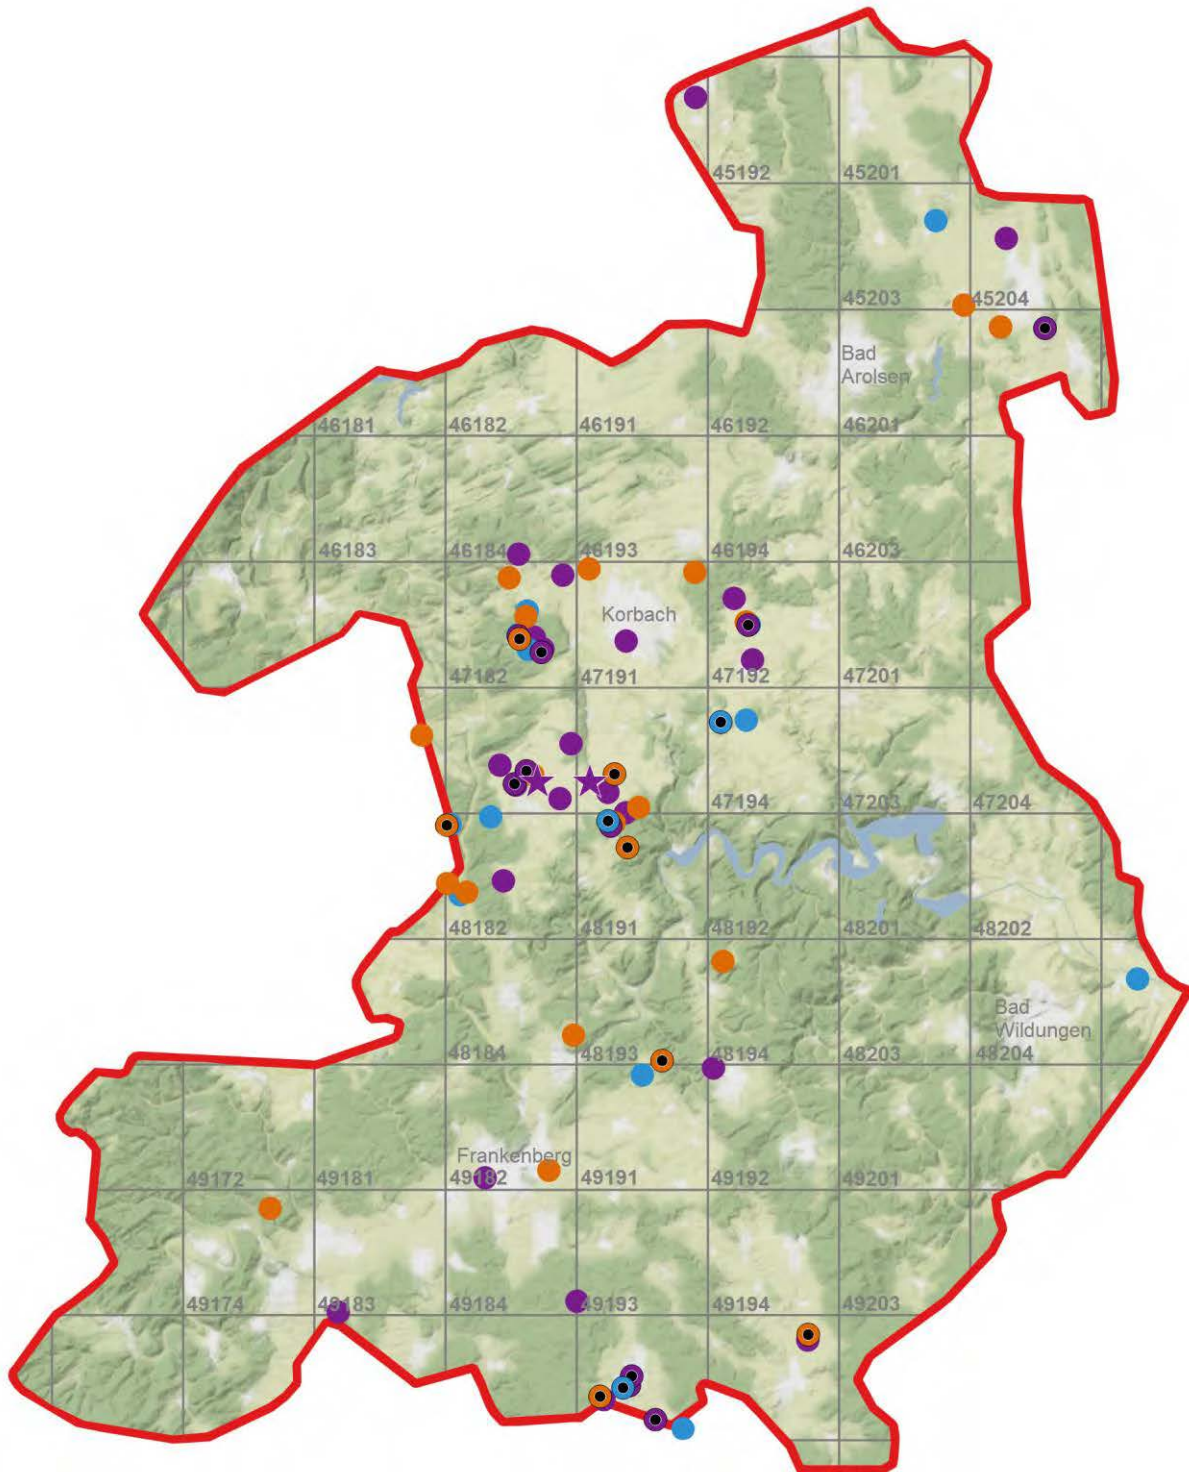 45192 45201
45203 45204
Bad
Arolsen
46181 46182 46191 46192 46201
46183 46184 46193 46194 46203
Korbach
47182 47191 47192 47201
47194 47203 47204
48182 48191 48192 48201 48202
Bad
Wildungen
48184 48193 48194 48203 48204
Frankenberg
49172 49181 49182 49191 49192 49201
49174 49183 49184 49193 49194 49203